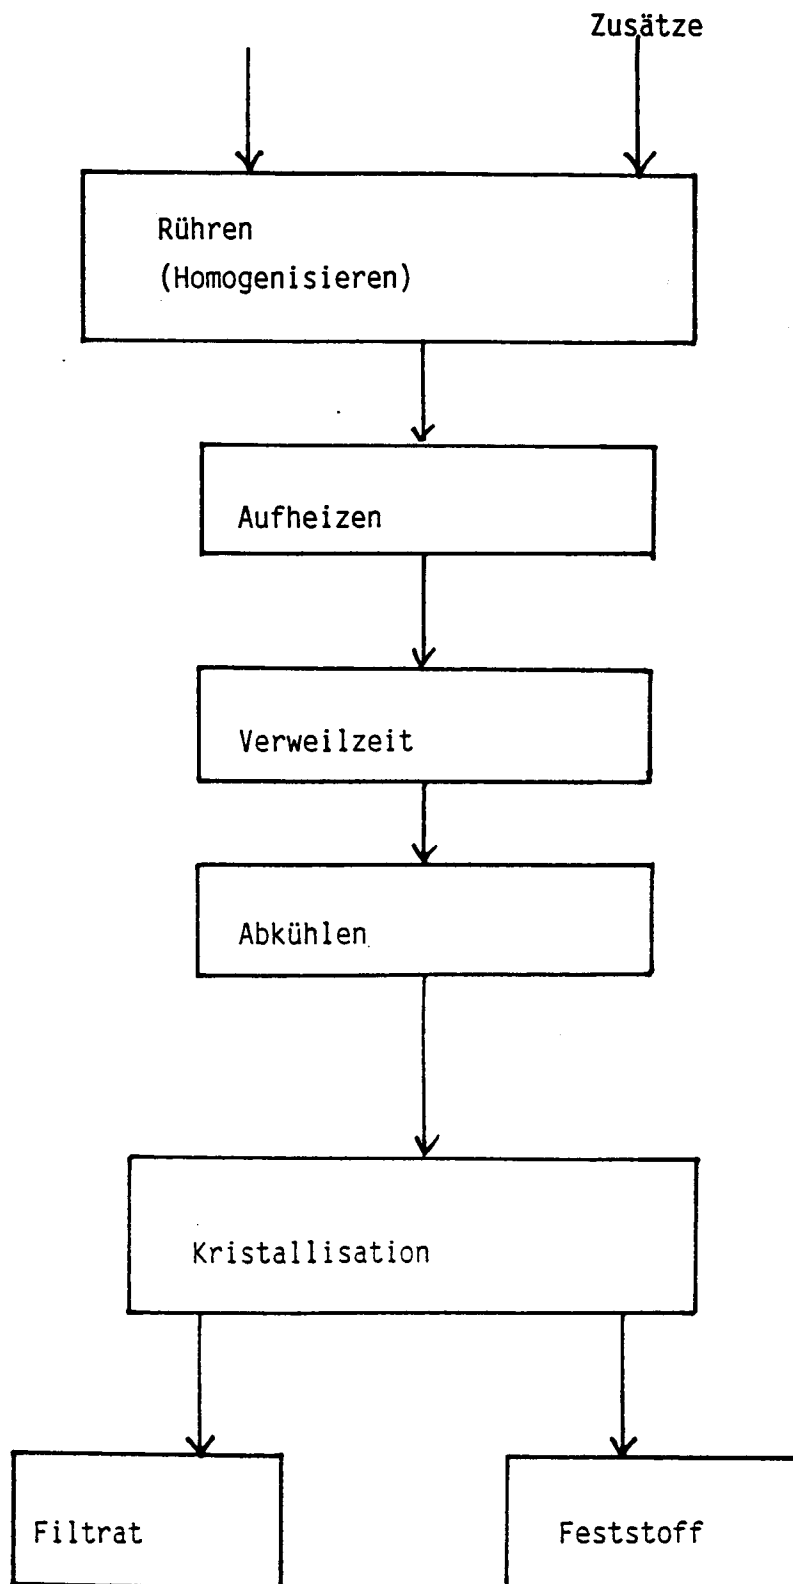 Zusätze
Rühren
(Homogenisieren)
Aufheizen
Verweilzeit
Abkühlen
Kristallisation
Filtrat
Feststoff